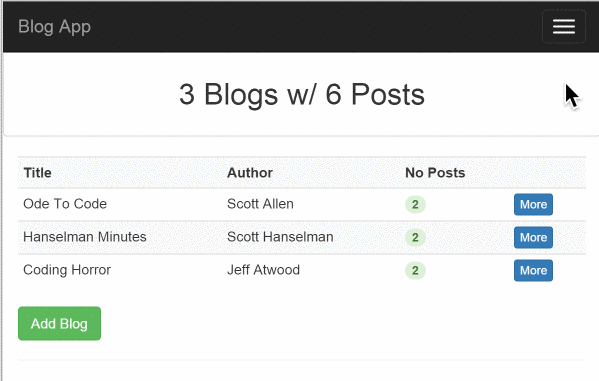 Blog App
3 Blogs w/ 6 Posts
Title Author No Posts
Ode To Code Scott Allen 2 More
Hanselman Minutes Scott Hanselman 2 More
Coding Horror Jeff Atwood 2 More
Add Blog